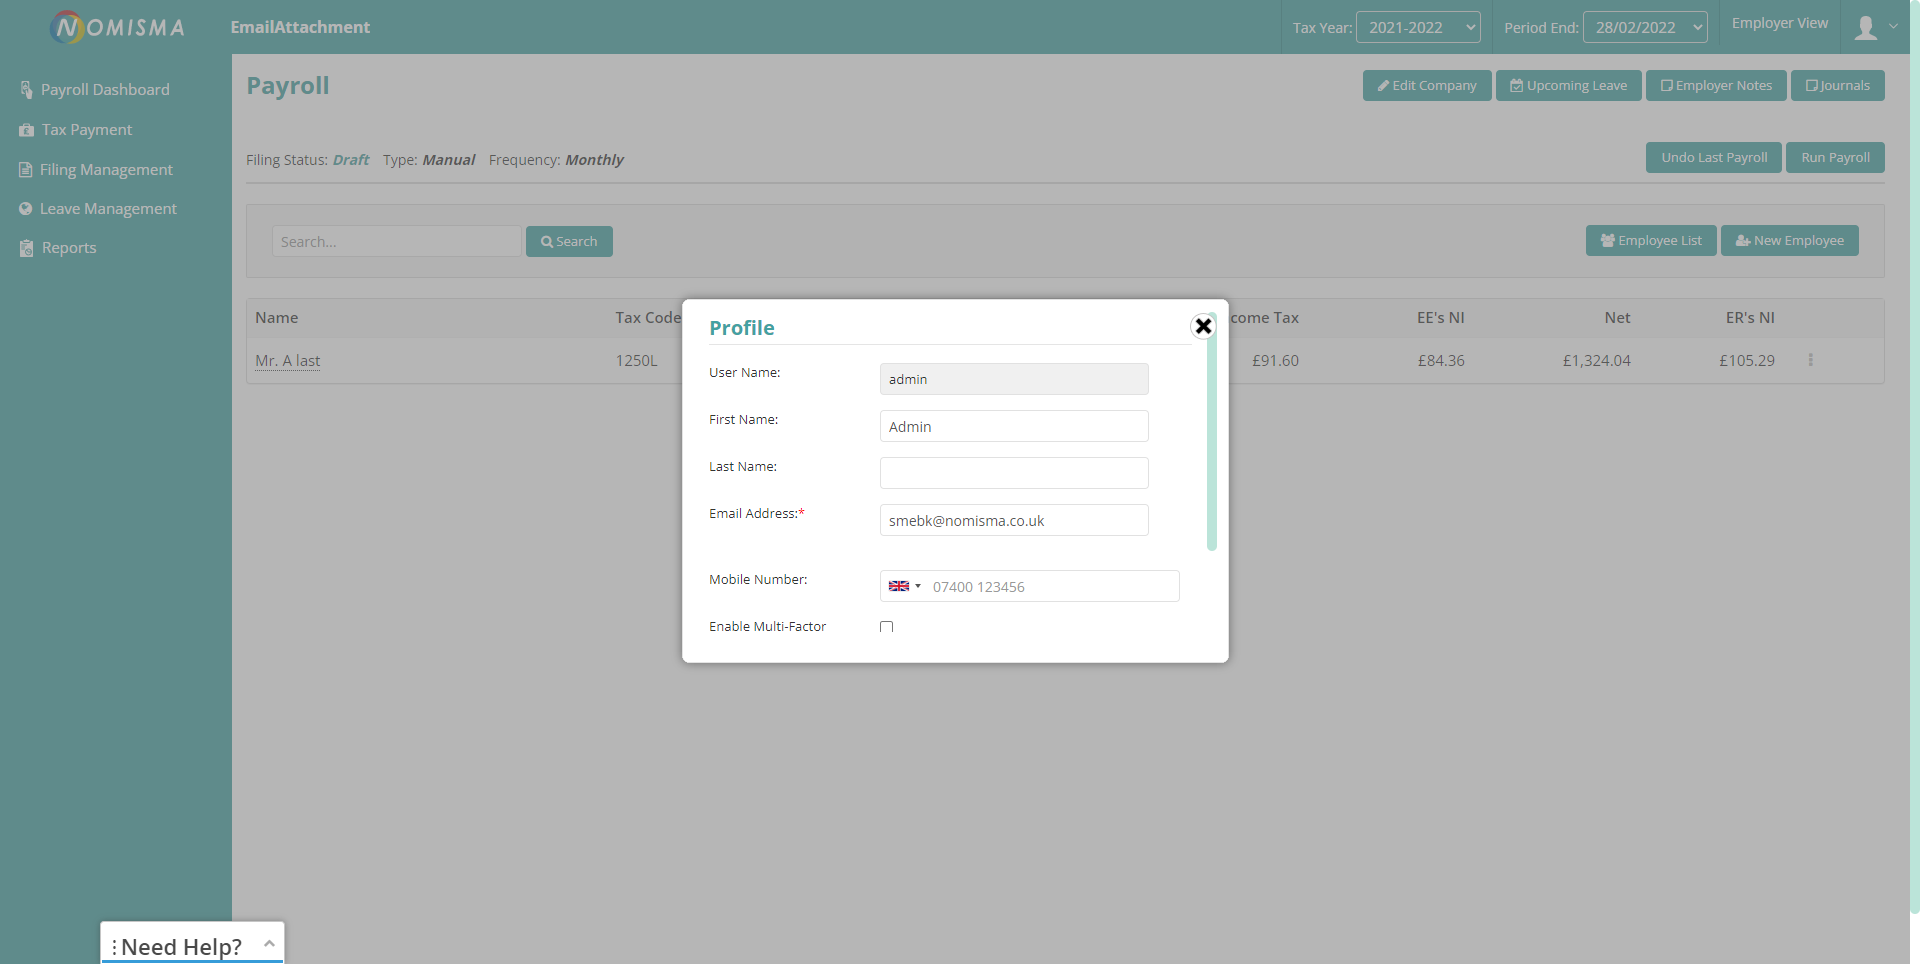 NOMISMA
EmailAttachment
Tax Year: 2021-2022
Period End: 28/02/2022
Employer View
Payroll Dashboard
Tax Payment
Filing Management
Leave Management
Reports
Payroll
Edit Company
Upcoming Leave
Employer Notes
Journals
Filing Status: Draft Type: Manual Frequency: Monthly
Undo Last Payroll
Run Payroll
Search...
Search
Employee List
New Employee
Name Tax Code come Tax EE's NI Net ER's NI
Mr. A last 1250L £91.60 £84.36 £1,324.04 £105.29
Profile
User Name: admin
First Name: Admin
Last Name:
Email Address:* smebk@nomisma.co.uk
Mobile Number: 07400 123456
Enable Multi-Factor
Need Help?